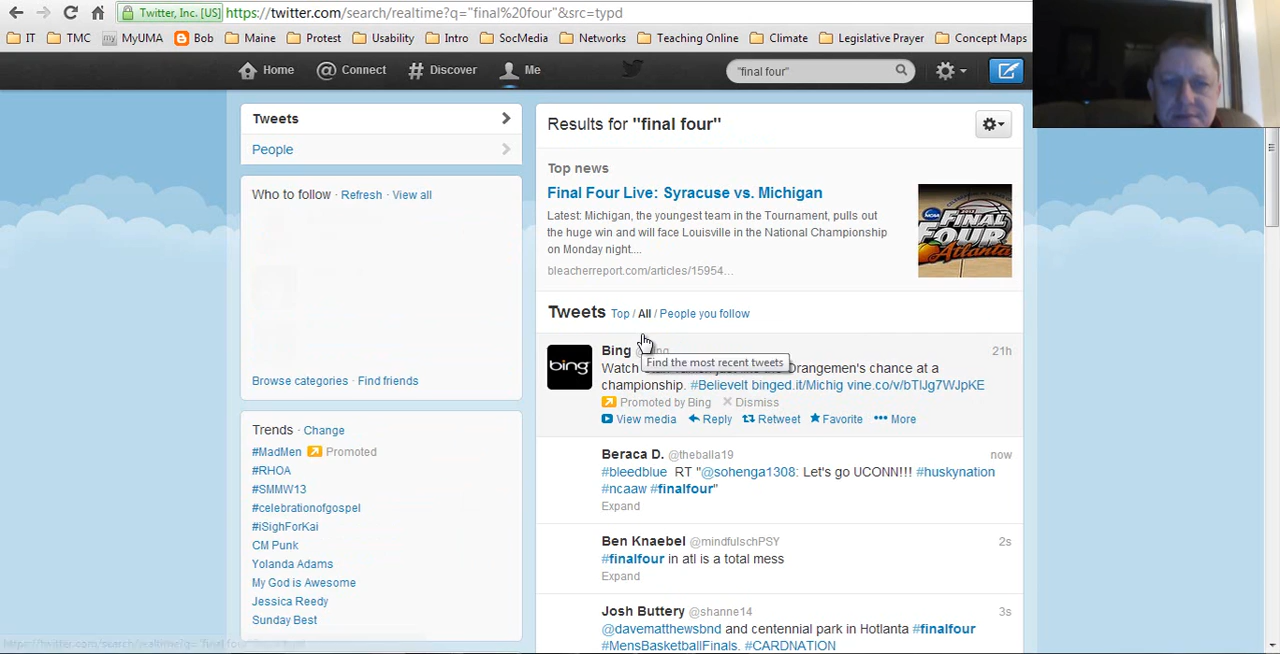 Twitter, Inc. [US] https://twitter.com/search/realtime?q="final%20four"&src=typd
IT TMC MyUMA Bob Maine Protest Usability Intro SocMedia Networks Teaching Online Climate Legislative Prayer Concept Maps
Home @ Connect # Discover Me "final four"
Tweets
People
Who to follow · Refresh · View all
Browse categories · Find friends
Trends · Change
#MadMen Promoted
#RHOA
#SMMW13
#celebrationofgospel
#iSighForKai
CM Punk
Yolanda Adams
My God is Awesome
Jessica Reedy
Sunday Best
Results for "final four"
Top news
Final Four Live: Syracuse vs. Michigan
Latest: Michigan, the youngest team in the Tournament, pulls out
the huge win and will face Louisville in the National Championship
on Monday night....
bleacherreport.com/articles/15954...
FINAL
FOUR
Atlanta
Tweets Top / All / People you follow
bing
Bing 21h
Find the most recent tweets
Watch Orangemen's chance at a
championship. #BelieveIt binged.it/Michig vine.co/v/bTIJg7WJpKE
Promoted by Bing Dismiss
View media Reply Retweet Favorite More
Beraca D. @theballa19 now
#bleedblue RT "@sohenga1308: Let's go UCONN!!! #huskynation
#ncaaw #finalfour"
Expand
Ben Knaebel @mindfulschPSY 2s
#finalfour in atl is a total mess
Expand
Josh Buttery @shanne14 3s
@davematthewsbnd and centennial park in Hotlanta #finalfour
#MensBasketballFinals. #CARDNATION